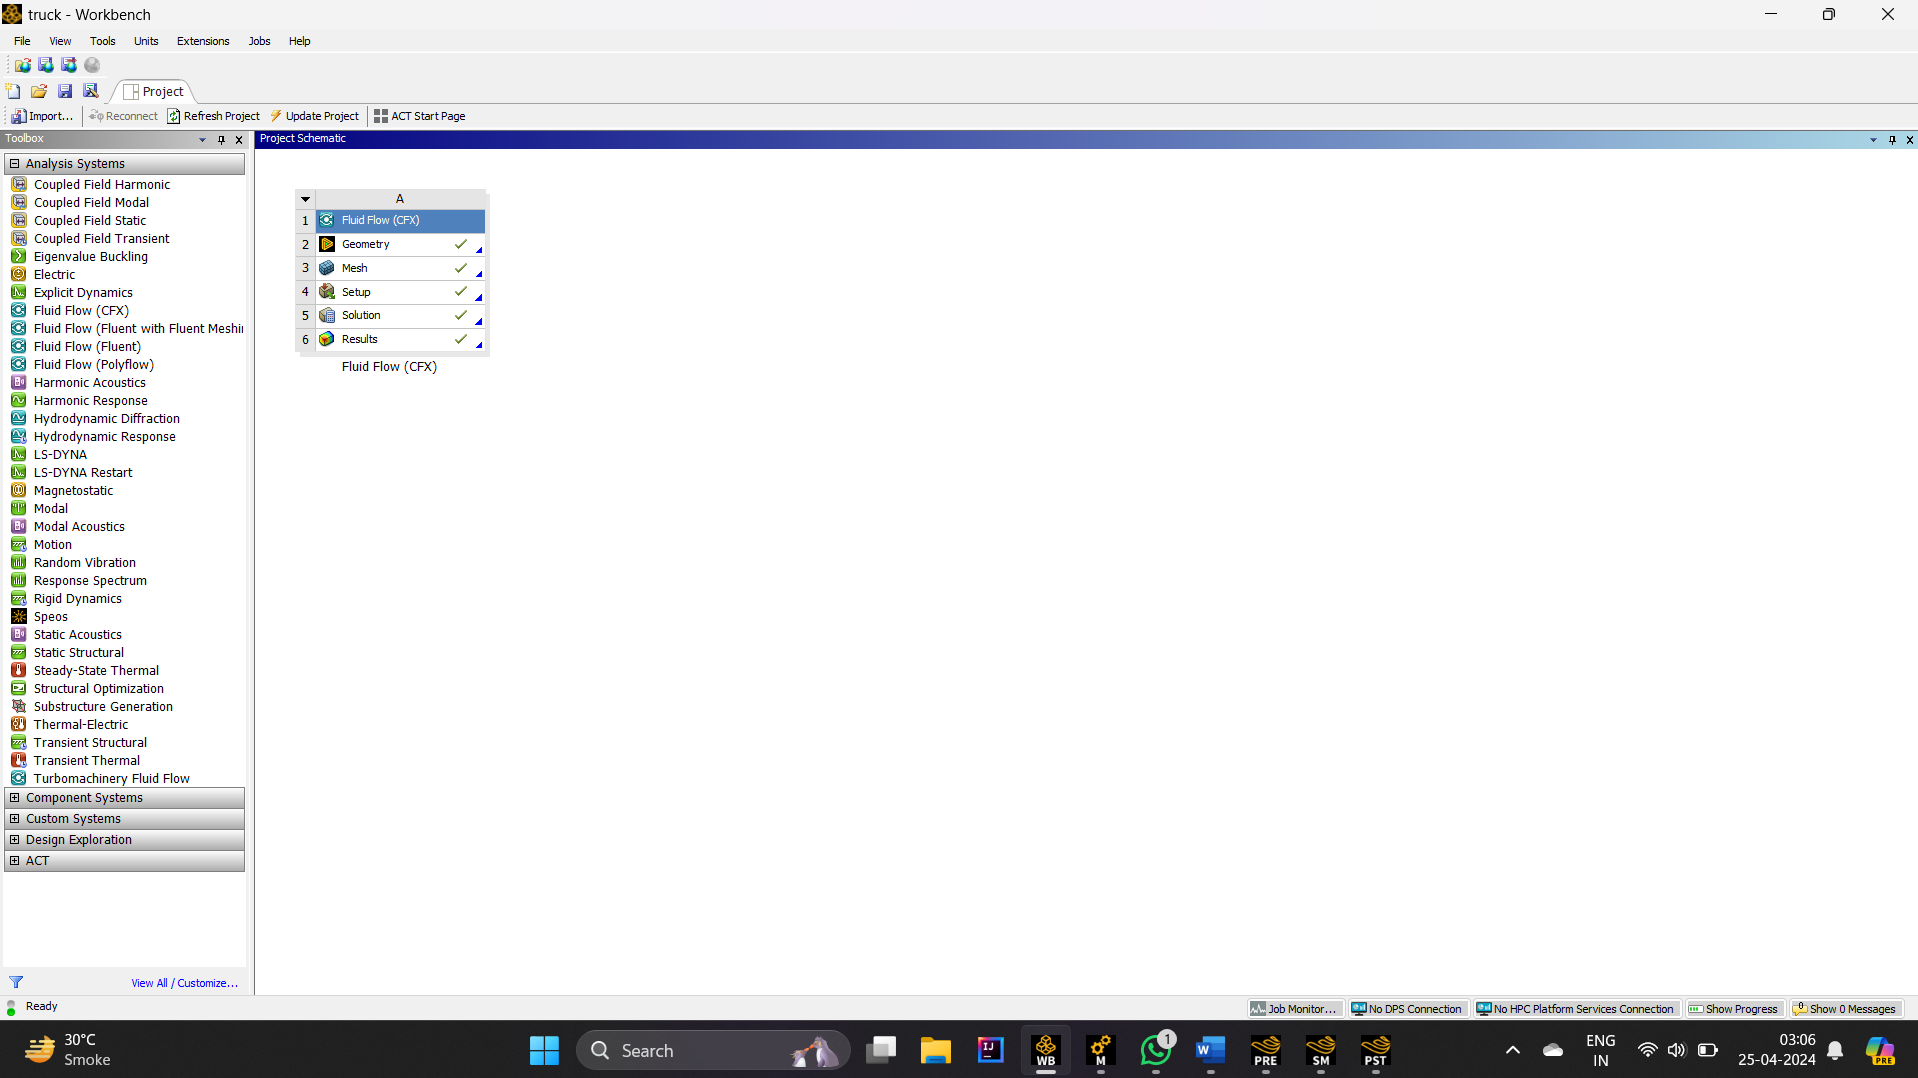 truck - Workbench
File View Tools Units Extensions Jobs Help
Project
Import... Reconnect Refresh Project Update Project ACT Start Page
Toolbox
Analysis Systems
Coupled Field Harmonic
Coupled Field Modal
Coupled Field Static
Coupled Field Transient
Eigenvalue Buckling
Electric
Explicit Dynamics
Fluid Flow (CFX)
Fluid Flow (Fluent with Fluent Meshi
Fluid Flow (Fluent)
Fluid Flow (Polyflow)
Harmonic Acoustics
Harmonic Response
Hydrodynamic Diffraction
Hydrodynamic Response
LS-DYNA
LS-DYNA Restart
Magnetostatic
Modal
Modal Acoustics
Motion
Random Vibration
Response Spectrum
Rigid Dynamics
Speos
Static Acoustics
Static Structural
Steady-State Thermal
Structural Optimization
Substructure Generation
Thermal-Electric
Transient Structural
Transient Thermal
Turbomachinery Fluid Flow
Component Systems
Custom Systems
Design Exploration
ACT
View All / Customize...
Project Schematic
A
1 Fluid Flow (CFX)
2 Geometry
3 Mesh
4 Setup
5 Solution
6 Results
Fluid Flow (CFX)
Ready
Job Monitor... No DPS Connection No HPC Platform Services Connection Show Progress Show 0 Messages
30°C
Smoke
Search
IJ
WB
M
1
W
PRE
SM
PST
ENG
IN
03:06
25-04-2024
PRE